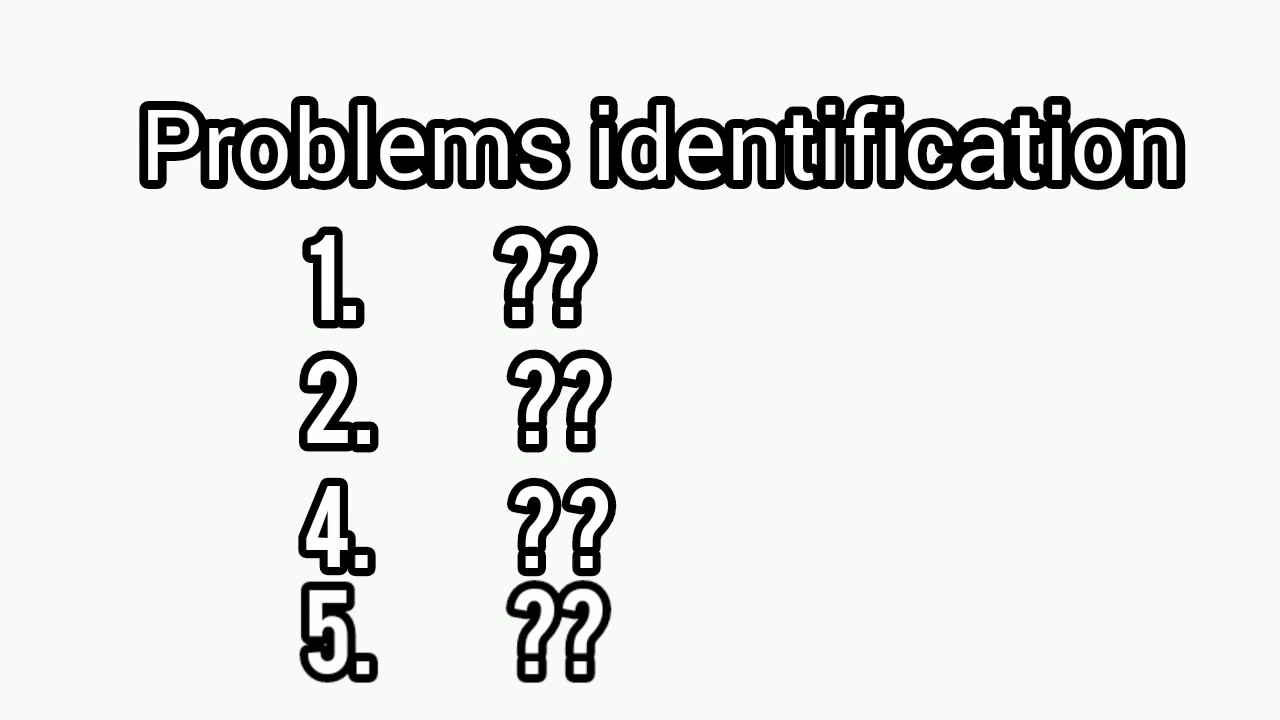 Problems identification
1. ??
2. ??
4. ??
5. ??